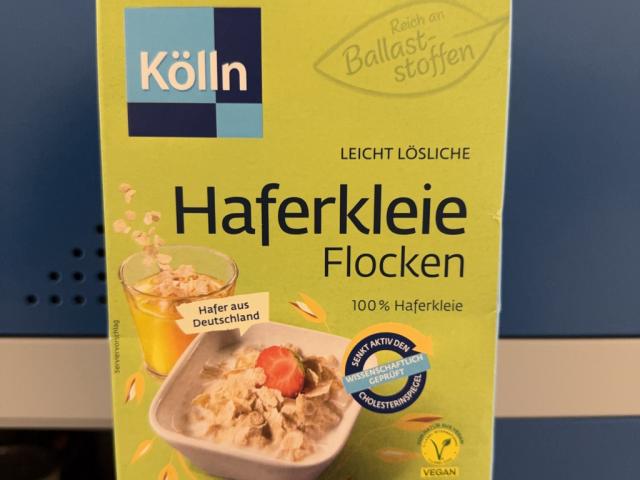 Kölln
Reich an
Ballast-
stoffen
LEICHT LÖSLICHE
Haferkleie
Flocken
100% Haferkleie
Hafer aus
Deutschland
Serviervorschlag
SENKT AKTIV DEN
WISSENSCHAFTLICH
GEPRÜFT
CHOLESTERINSPIEGEL
VEGAN